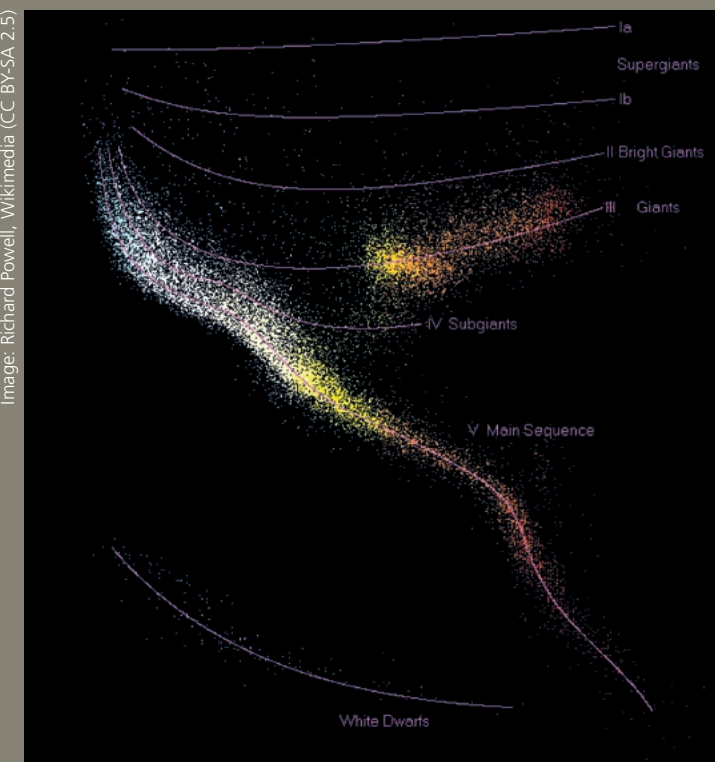 Image: Richard Powell, Wikimedia (CC BY-SA 2.5)
Ia
Supergiants
Ib
II Bright Giants
III Giants
IV Subgiants
V Main Sequence
White Dwarfs